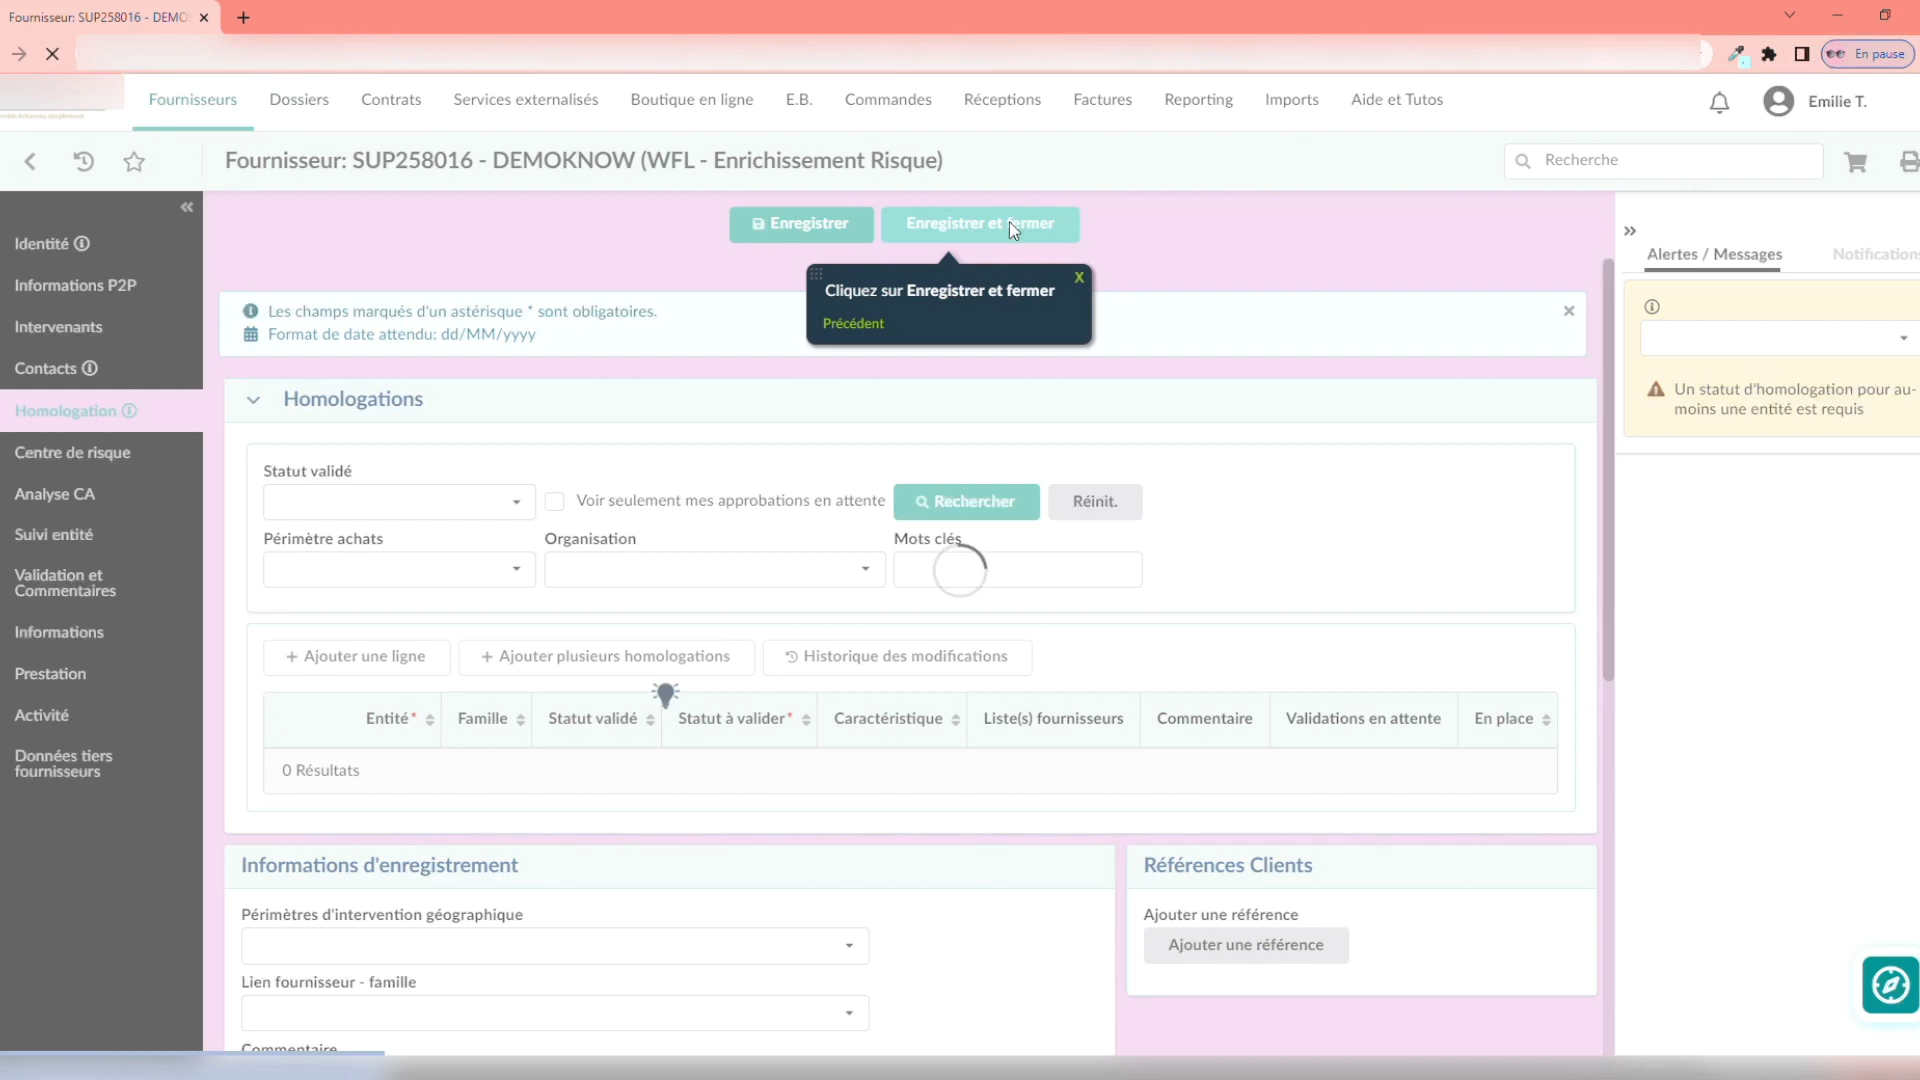 Fournisseur: SUP258016 - DEMO
En pause
Fournisseurs
Dossiers
Contrats
Services externalisés
Boutique en ligne
E.B.
Commandes
Réceptions
Factures
Reporting
Imports
Aide et Tutos
Emilie T.
Fournisseur: SUP258016 - DEMOKNOW (WFL - Enrichissement Risque)
Recherche
Identité
Informations P2P
Intervenants
Contacts
Homologation
Centre de risque
Analyse CA
Suivi entité
Validation et
Commentaires
Informations
Prestation
Activité
Données tiers
fournisseurs
Enregistrer
Enregistrer et fermer
Cliquez sur Enregistrer et fermer
X
Précédent
Les champs marqués d'un astérisque * sont obligatoires.
Format de date attendu: dd/MM/yyyy
Homologations
Statut validé
Voir seulement mes approbations en attente
Rechercher
Réinit.
Périmètre achats
Organisation
Mots clés
+ Ajouter une ligne
+ Ajouter plusieurs homologations
Historique des modifications
Entité*
Famille
Statut validé
Statut à valider*
Caractéristique
Liste(s) fournisseurs
Commentaire
Validations en attente
En place
0 Résultats
Informations d'enregistrement
Périmètres d'intervention géographique
Lien fournisseur - famille
Commentaire
Références Clients
Ajouter une référence
Ajouter une référence
Alertes / Messages
Notifications
Un statut d'homologation pour au-
moins une entité est requis